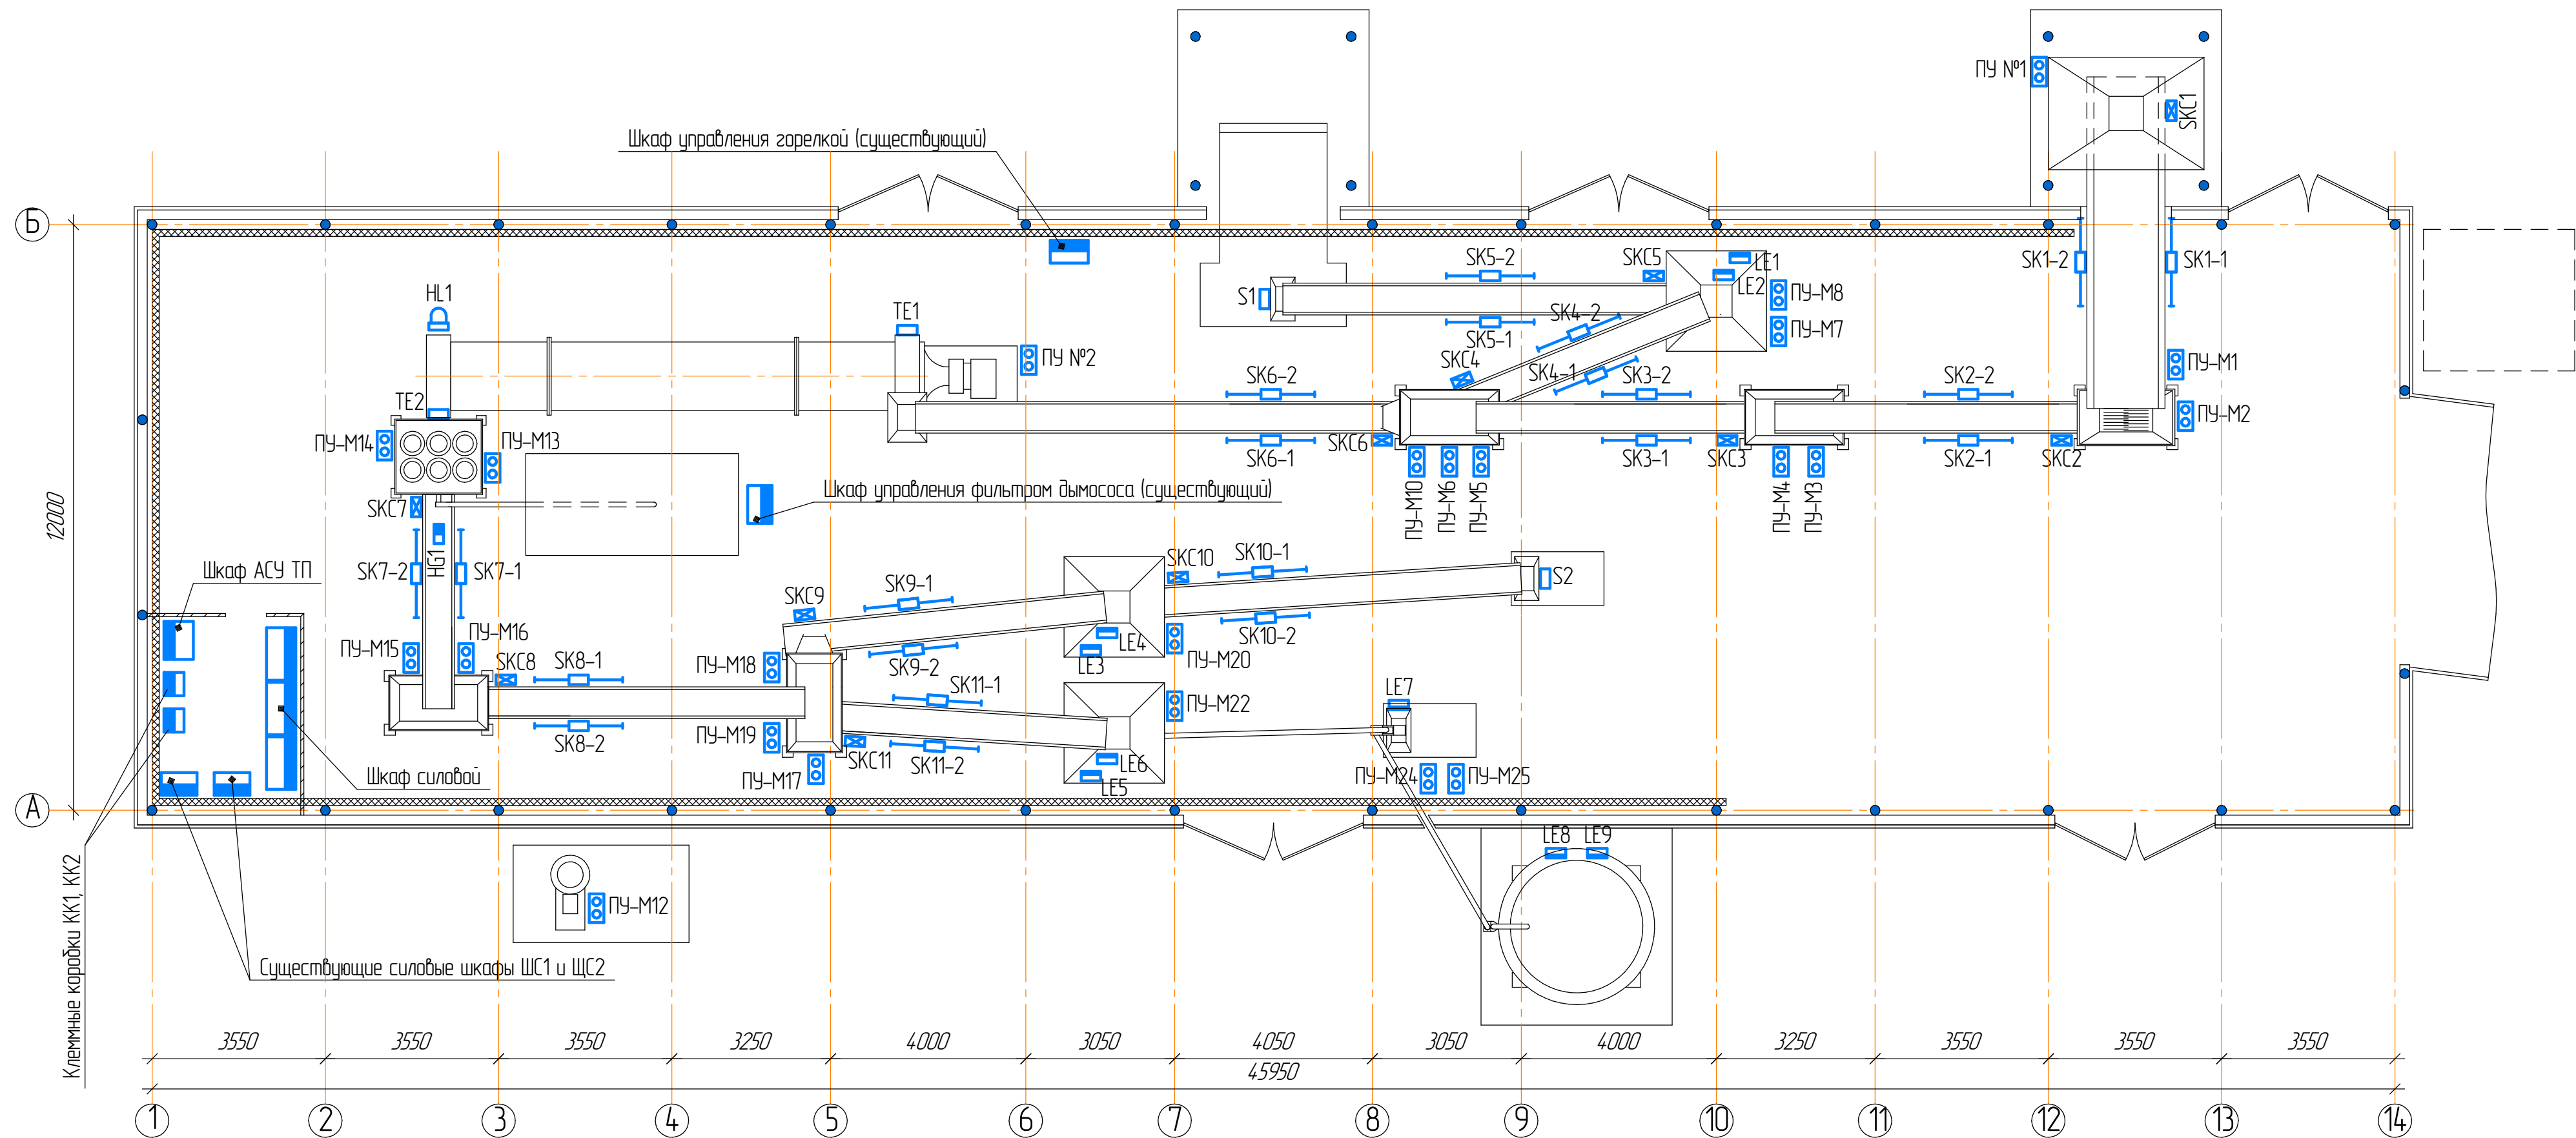 ПУ №1
SKC1
Шкаф управления горелкой (существующий)
Б
SK5-2
SKC5
LE1
LE2
SK1-2
SK1-1
HL1
TE1
S1
ПУ-М8
SK4-2
ПУ-М7
SK5-1
ПУ №2
SKC4
SK4-1
ПУ-М1
SK6-2
SK3-2
SK2-2
TE2
ПУ-М2
ПУ-М14
ПУ-М13
SKC6
SK6-1
SK3-1
SKC3
SK2-1
SKC2
Шкаф управления фильтром дымососа (существующий)
SKC7
ПУ-М10
ПУ-М6
ПУ-М5
ПУ-М4
ПУ-М3
12000
HG1
SK7-2
SK7-1
Шкаф АСУ ТП
SKC10
SK10-1
S2
SK9-1
SKC9
SK10-2
ПУ-М16
ПУ-М15
LE4
LE3
ПУ-М20
SKC8
SK8-1
ПУ-М18
SK9-2
SK11-1
ПУ-М22
LE7
SK8-2
ПУ-М19
SKC11
SK11-2
LE6
LE5
ПУ-М17
Шкаф силовой
ПУ-М24
ПУ-М25
А
LE8
LE9
Клеммные коробки КК1, КК2
ПУ-М12
Существующие силовые шкафы ШС1 и ЩС2
3550
3550
3550
3250
4000
3050
4050
3050
4000
3250
3550
3550
3550
45950
1
2
3
4
5
6
7
8
9
10
11
12
13
14